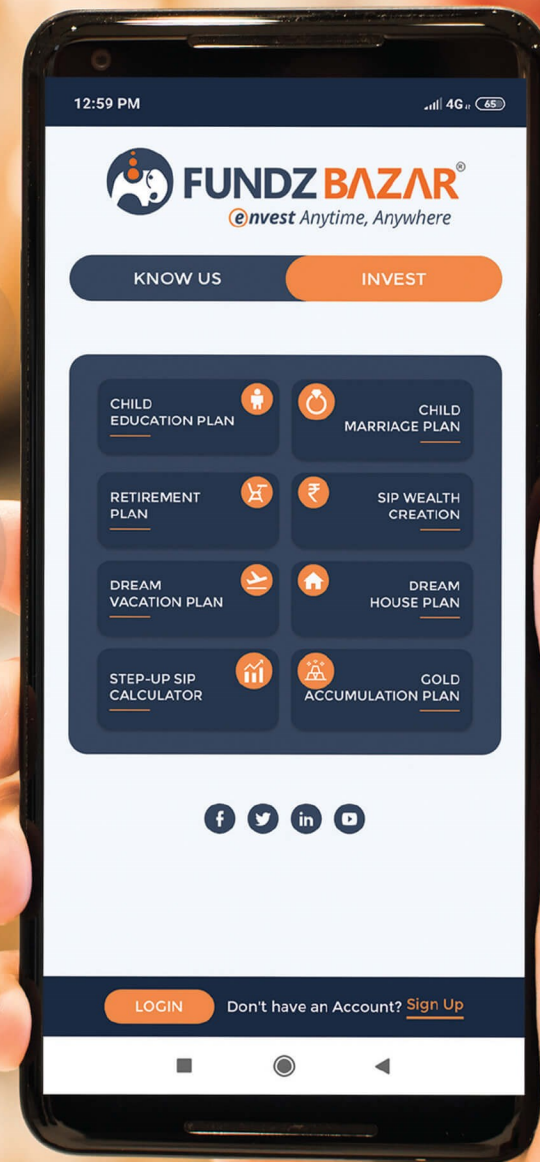 12:59 PM 4G 65
FUNDZ BAZAR®
envest Anytime, Anywhere
KNOW US INVEST
CHILD
EDUCATION PLAN
CHILD
MARRIAGE PLAN
RETIREMENT
PLAN
SIP WEALTH
CREATION
DREAM
VACATION PLAN
DREAM
HOUSE PLAN
STEP-UP SIP
CALCULATOR
GOLD
ACCUMULATION PLAN
f in
LOGIN Don't have an Account? Sign Up